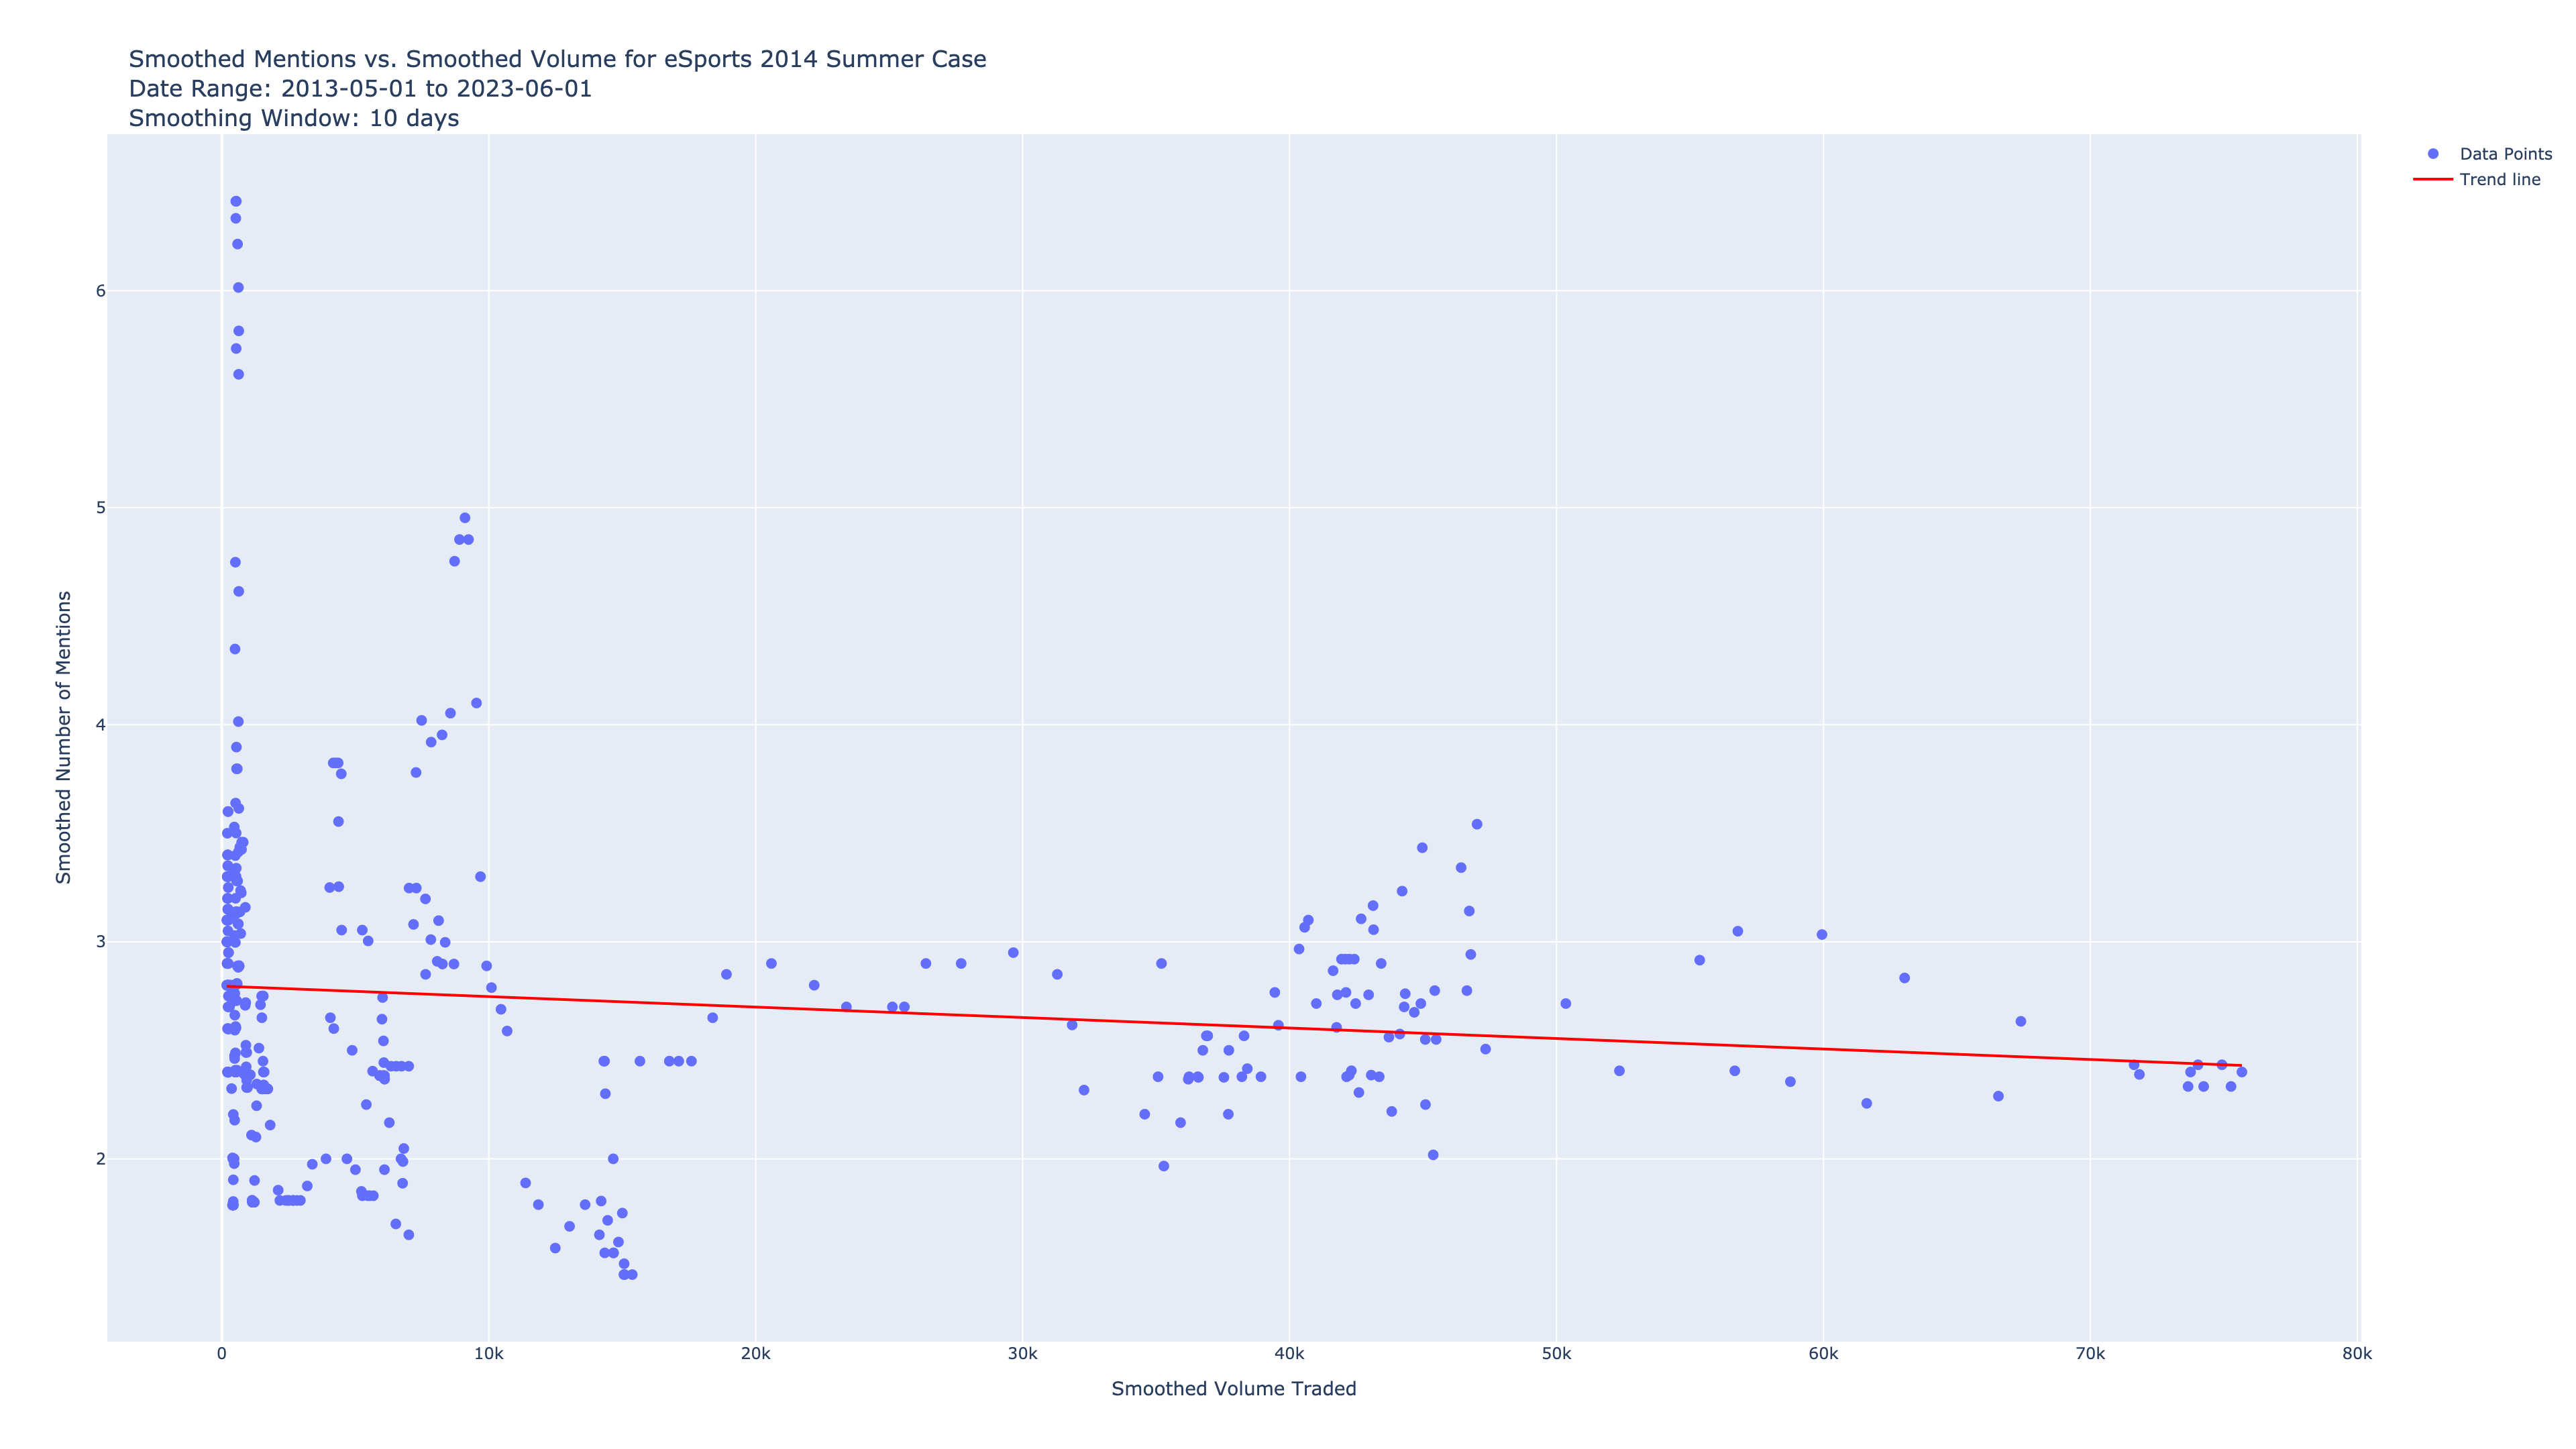 Smoothed Mentions vs. Smoothed Volume for eSports 2014 Summer Case
Date Range: 2013-05-01 to 2023-06-01
Smoothing Window: 10 days
Data Points
Trend line
6
5
4
3
2
Smoothed Number of Mentions
0
10k
20k
30k
40k
50k
60k
70k
80k
Smoothed Volume Traded